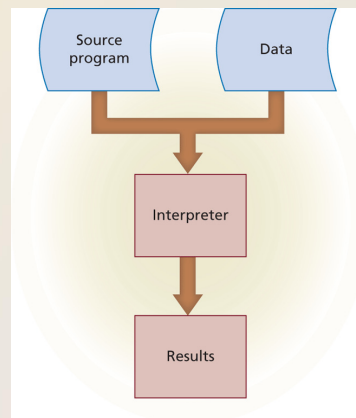 Source
program
Data
Interpreter
Results